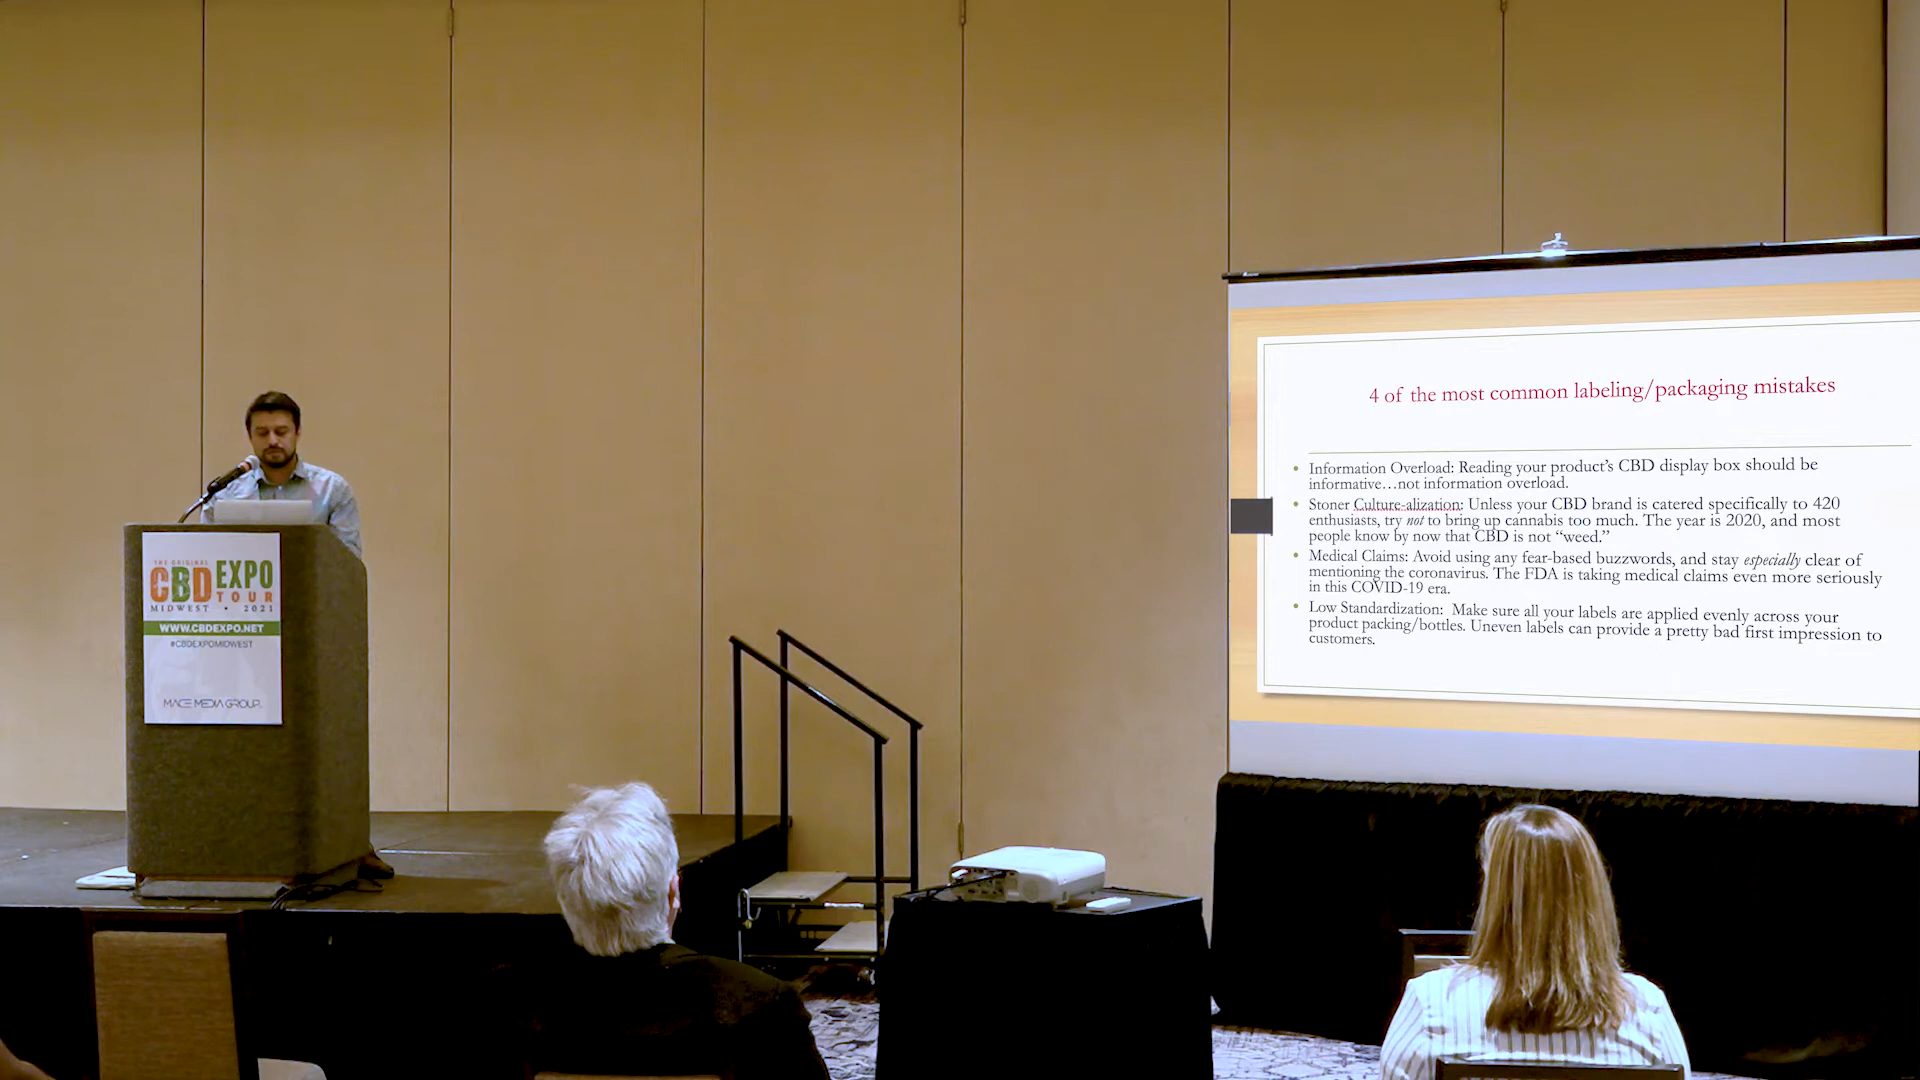 THE ORIGINAL
CBD EXPO
TOUR
MIDWEST • 2021
WWW.CBDEXPO.NET
#CBDEXPOMIDWEST
MACE MEDIA GROUP
4 of the most common labeling/packaging mistakes
• Information Overload: Reading your product's CBD display box should be
informative…not information overload.
• Stoner Culture-alization: Unless your CBD brand is catered specifically to 420
enthusiasts, try not to bring up cannabis too much. The year is 2020, and most
people know by now that CBD is not “weed.”
• Medical Claims: Avoid using any fear-based buzzwords, and stay especially clear of
mentioning the coronavirus. The FDA is taking medical claims even more seriously
in this COVID-19 era.
• Low Standardization: Make sure all your labels are applied evenly across your
product packing/bottles. Uneven labels can provide a pretty bad first impression to
customers.